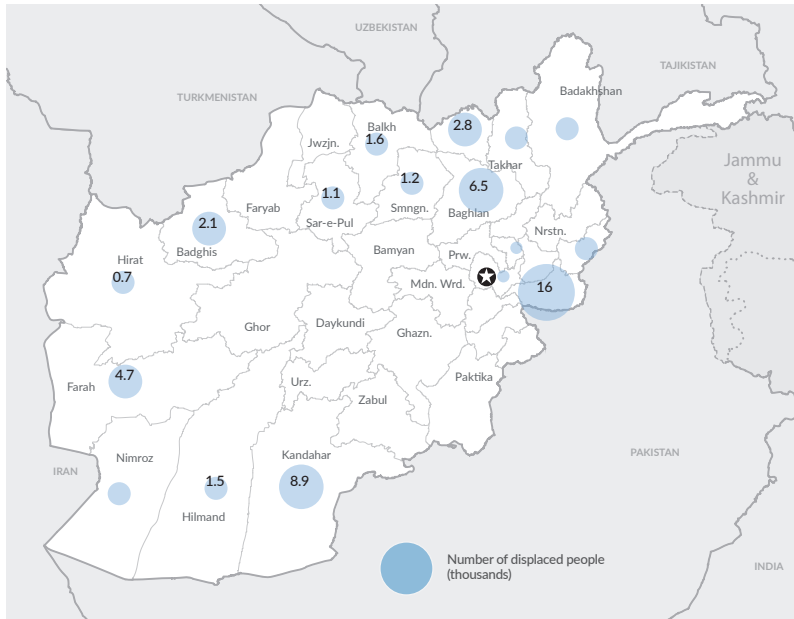 UZBEKISTAN
TAJIKISTAN
TURKMENISTAN
Badakhshan
Balkh
1.6
2.8
Jwzjn.
Takhar
Jammu
&
Kashmir
1.1
1.2
6.5
Faryab
Sar-e-Pul
Smngn.
Baghlan
2.1
Badghis
Nrstn.
Hirat
0.7
Bamyan
Prw.
Mdn. Wrd.
16
Ghor
Daykundi
Ghazn.
4.7
Farah
Urz.
Zabul
Paktika
Nimroz
IRAN
Kandahar
8.9
1.5
Hilmand
PAKISTAN
Number of displaced people
(thousands)
INDIA